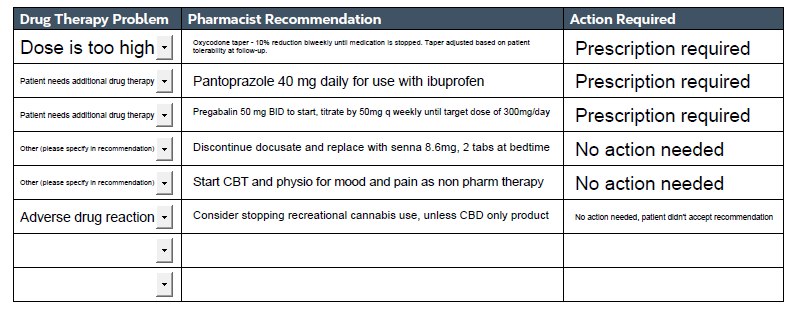 Drug Therapy Problem Pharmacist Recommendation Action Required
Dose is too high Oxycodone taper - 10% reduction biweekly until medication is stopped. Taper adjusted based on patient
tolerability at follow-up. Prescription required
Patient needs additional drug therapy Pantoprazole 40 mg daily for use with ibuprofen Prescription required
Patient needs additional drug therapy Pregabalin 50 mg BID to start, titrate by 50mg q weekly until target dose of 300mg/day Prescription required
Other (please specify in recommendation) Discontinue docusate and replace with senna 8.6mg, 2 tabs at bedtime No action needed
Other (please specify in recommendation) Start CBT and physio for mood and pain as non pharm therapy No action needed
Adverse drug reaction Consider stopping recreational cannabis use, unless CBD only product No action needed, patient didn't accept recommendation